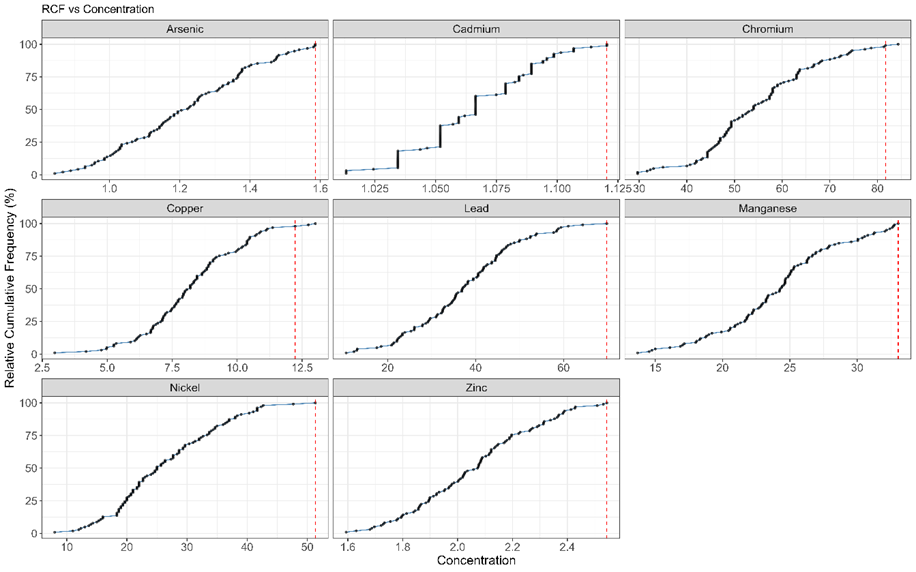 RCF vs Concentration
Arsenic Cadmium Chromium
100
75
50
25
0
1.0 1.2 1.4 1.6 1.025 1.050 1.075 1.100 1.125 30 40 50 60 70 80
Copper Lead Manganese
100
75
50
25
0
2.5 5.0 7.5 10.0 12.5 20 40 60 15 20 25 30
Nickel Zinc
100
75
50
25
0
10 20 30 40 50 1.6 1.8 2.0 2.2 2.4
Relative Cumulative Frequency (%)
Concentration